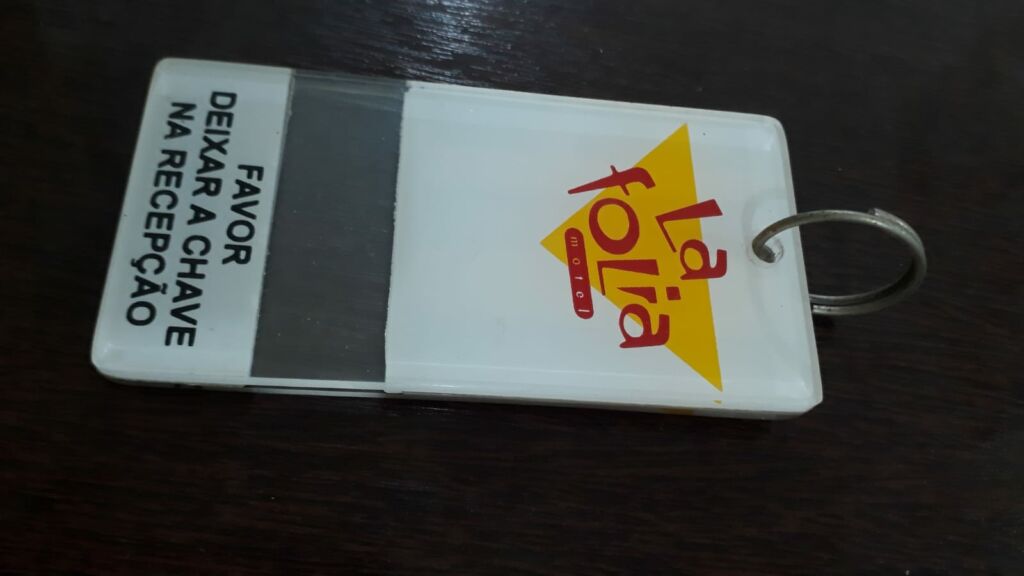 La
foLia
motel
FAVOR
DEIXAR A CHAVE
NA RECEPÇÃO